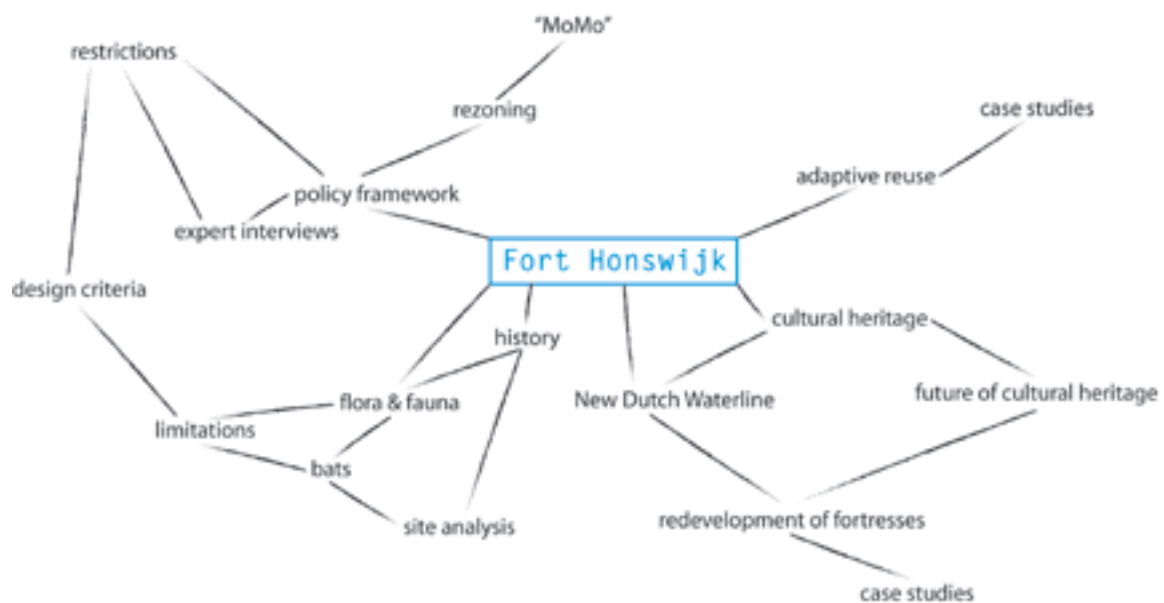 “MoMo”
restrictions
rezoning
case studies
adaptive reuse
policy framework
expert interviews
Fort Honswijk
design criteria
cultural heritage
history
future of cultural heritage
New Dutch Waterline
flora & fauna
limitations
bats
redevelopment of fortresses
site analysis
case studies